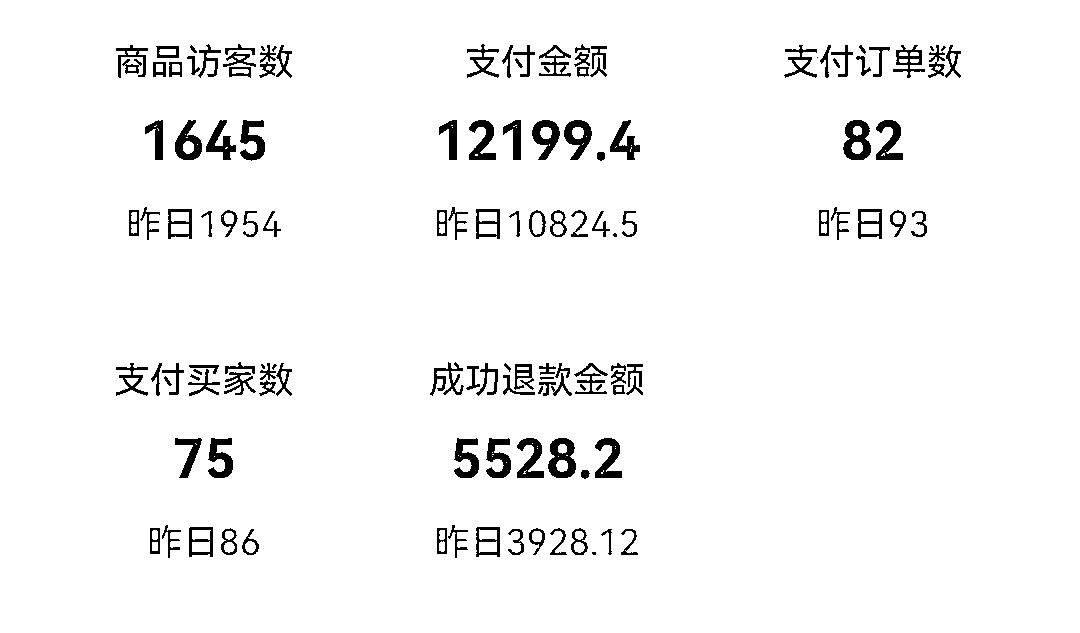 商品访客数 支付金额 支付订单数
1645 12199.4 82
昨日1954 昨日10824.5 昨日93
支付买家数 成功退款金额
75 5528.2
昨日86 昨日3928.12